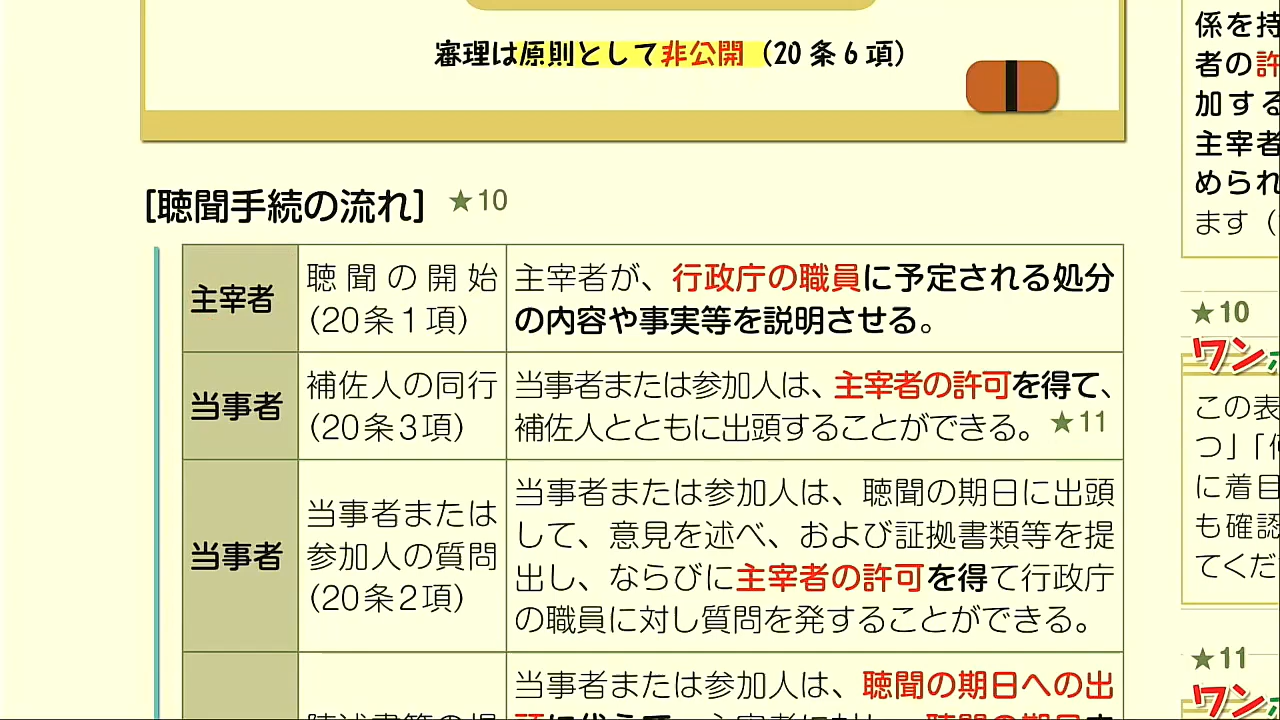 審理は原則として非公開（20条6項）
[聴聞手続の流れ] ★10
主宰者
聴聞の開始
（20条1項）
主宰者が、行政庁の職員に予定される処分
の内容や事実等を説明させる。
当事者
補佐人の同行
（20条3項）
当事者または参加人は、主宰者の許可を得て、
補佐人とともに出頭することができる。★11
当事者
当事者または
参加人の質問
（20条2項）
当事者または参加人は、聴聞の期日に出頭
して、意見を述べ、および証拠書類等を提
出し、ならびに主宰者の許可を得て行政庁
の職員に対し質問を発することができる。
当事者または参加人は、聴聞の期日への出
係を持
者の許
加する
主宰者
められ
ます（
★10
ワン
この表
つ」「
に着目
も確認
てくだ
★11
ワン